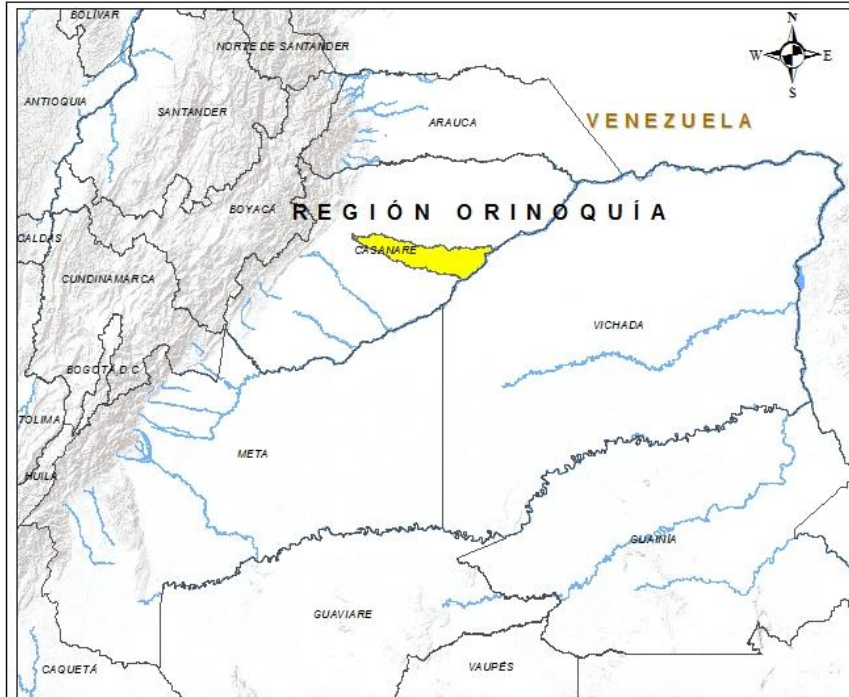 BOLÍVAR
N
NORTE DE SANTANDER
W E
S
ANTIOQUIA
SANTANDER
ARAUCA
VENEZUELA
BOYACÁ
REGIÓN ORINOQUÍA
CALDAS
CASANARE
CUNDINAMARCA
VICHADA
BOGOTÁ D.C
TOLIMA
META
HUILA
GUAINÍA
GUAVIARE
CAQUETÁ
VAUPÉS